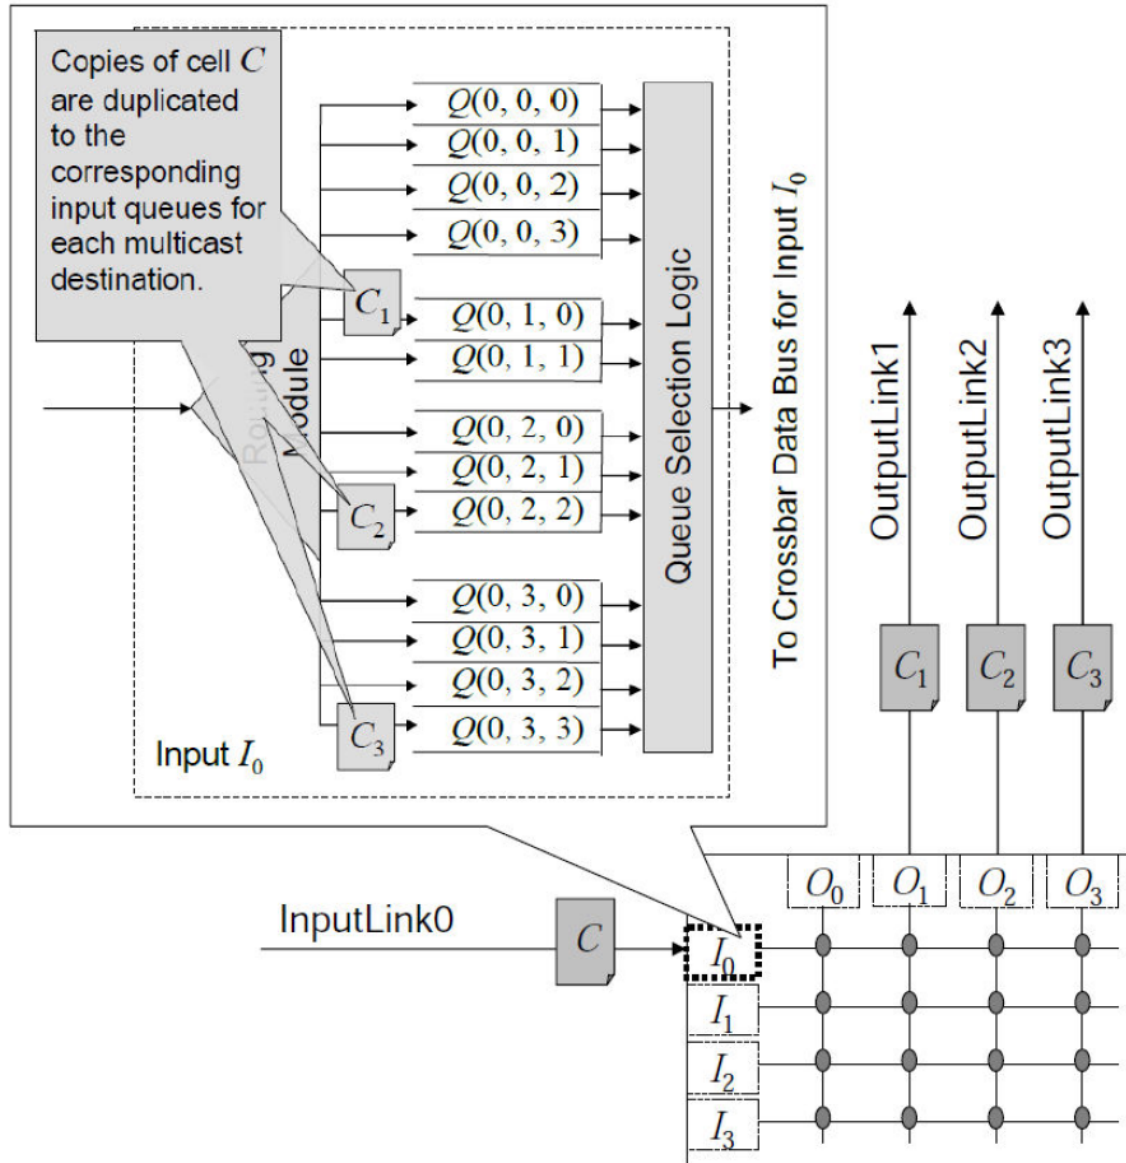 Copies of cell C
are duplicated
to the
corresponding
input queues for
each multicast
destination.
Q(0, 0, 0)
Q(0, 0, 1)
Q(0, 0, 2)
Q(0, 0, 3)
C₁
Q(0, 1, 0)
Q(0, 1, 1)
Routing
Module
Q(0, 2, 0)
Q(0, 2, 1)
C₂
Q(0, 2, 2)
Q(0, 3, 0)
Q(0, 3, 1)
Q(0, 3, 2)
C₃
Q(0, 3, 3)
Input I₀
Queue Selection Logic
To Crossbar Data Bus for Input I₀
OutputLink1
OutputLink2
OutputLink3
C₁
C₂
C₃
O₀
O₁
O₂
O₃
InputLink0
C
I₀
I₁
I₂
I₃